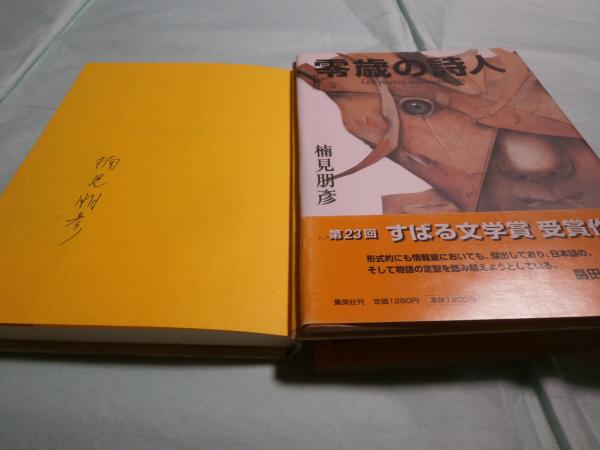 楠見朋彦
零歳の詩人
楠見朋彦
第23回 すばる文学賞 受賞作
形式的にも情報量においても、傑出しており、日本語の、
そして物語の定型を踏み越えようとしている。
島田
集英社刊 定価1260円 本体1200円